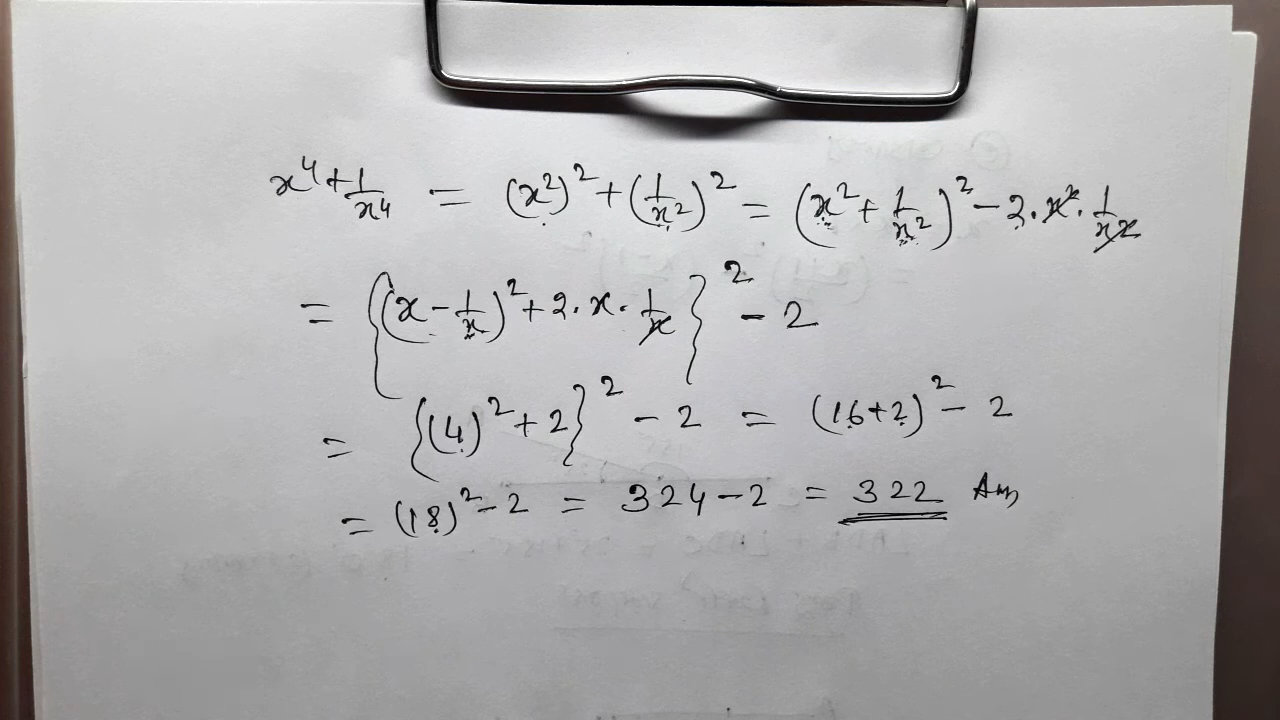 x⁴ + 1/x⁴ = (x²)² + (1/x²)² = (x² + 1/x²)² - 2·x²·1/x²
= {(x - 1/x)² + 2·x·1/x}² - 2
= {(4)² + 2}² - 2 = (16+2)² - 2
= (18)² - 2 = 324 - 2 = 322 Ans